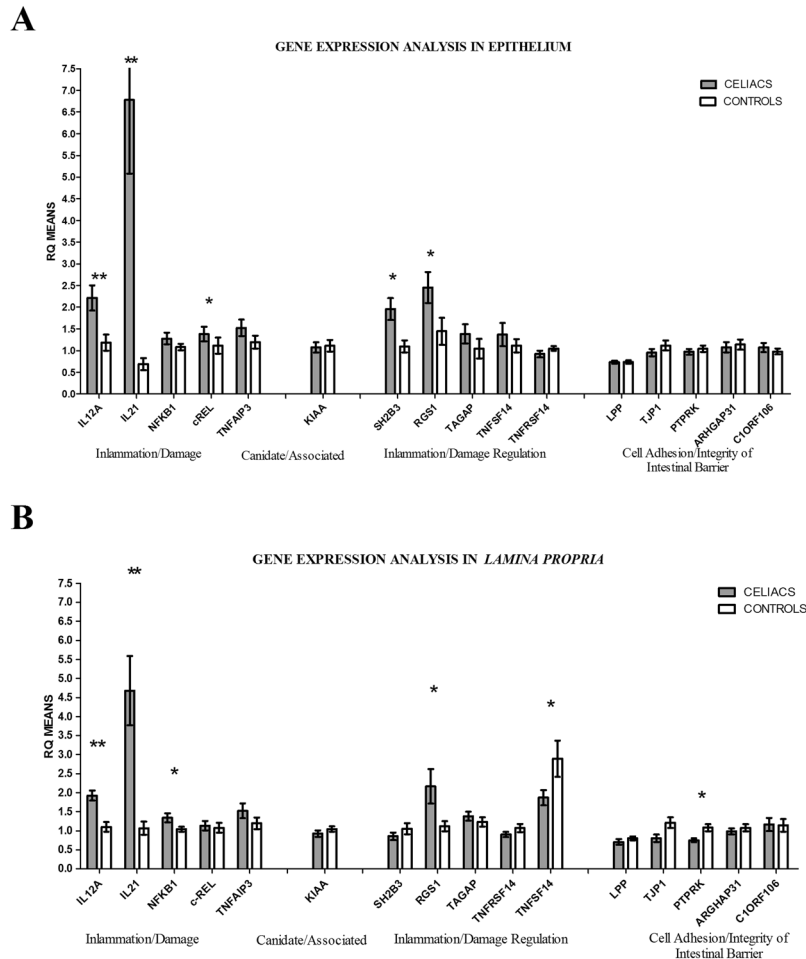 A
GENE EXPRESSION ANALYSIS IN EPITHELIUM
CELIACS
CONTROLS
RQ MEANS
7.5
7.0
6.5
6.0
5.5
5.0
4.5
4.0
3.5
3.0
2.5
2.0
1.5
1.0
0.5
0.0
** ** * * *
IL12A IL21 NFKB1 cREL TNFAIP3 KIAA SH2B3 RGS1 TAGAP TNFSF14 TNFRSF14 LPP TJP1 PTPRK ARHGAP31 C1ORF106
Inlammation/Damage Canidate/Associated Inlammation/Damage Regulation Cell Adhesion/Integrity of
Intestinal Barrier
B
GENE EXPRESSION ANALYSIS IN LAMINA PROPRIA
CELIACS
CONTROLS
RQ MEANS
7.5
7.0
6.5
6.0
5.5
5.0
4.5
4.0
3.5
3.0
2.5
2.0
1.5
1.0
0.5
0.0
** ** * * * *
IL12A IL21 NFKB1 c-REL TNFAIP3 KIAA SH2B3 RGS1 TAGAP TNFRSF14 TNFSF14 LPP TJP1 PTPRK ARGHAP31 C1ORF106
Inlammation/Damage Canidate/Associated Inlammation/Damage Regulation Cell Adhesion/Integrity of
Intestinal Barrier